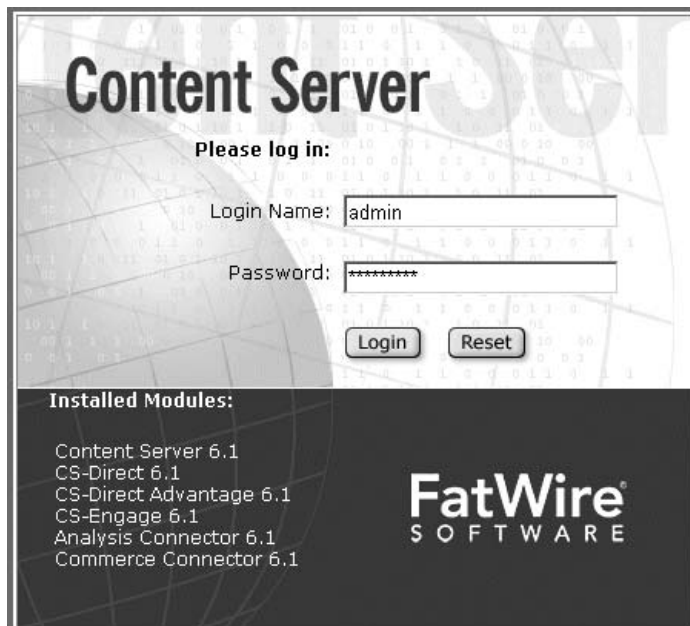 Content Server
Please log in:
Login Name: admin
Password: *********
Login Reset
Installed Modules:
Content Server 6.1
CS-Direct 6.1
CS-Direct Advantage 6.1
CS-Engage 6.1
Analysis Connector 6.1
Commerce Connector 6.1
FatWire
SOFTWARE